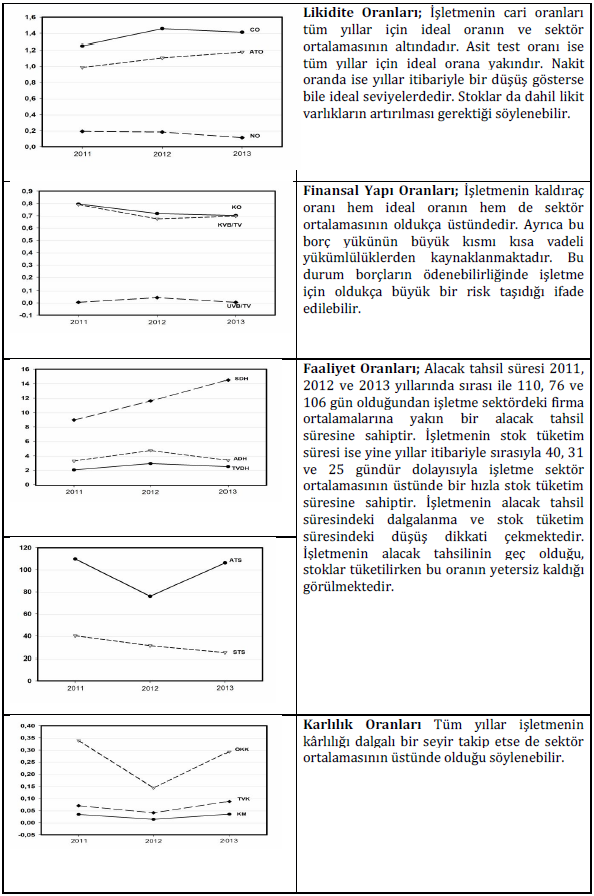 1,6
1,4
1,2
1,0
0,8
0,6
0,4
0,2
0,0
2011
2012
2013
CO
ATO
NO
Likidite Oranları; İşletmenin cari oranları
tüm yıllar için ideal oranın ve sektör
ortalamasının altındadır. Asit test oranı ise
tüm yıllar için ideal orana yakındır. Nakit
oranda ise yıllar itibariyle bir düşüş gösterse
bile ideal seviyelerdedir. Stoklar da dahil likit
varlıkların artırılması gerektiği söylenebilir.
0,9
0,8
0,7
0,6
0,5
0,4
0,3
0,2
0,1
0,0
-0,1
2011
2012
2013
KO
KVB/TV
UVB/TV
Finansal Yapı Oranları; İşletmenin kaldıraç
oranı hem ideal oranın hem de sektör
ortalamasının oldukça üstündedir. Ayrıca bu
borç yükünün büyük kısmı kısa vadeli
yükümlülüklerden kaynaklanmaktadır. Bu
durum borçların ödenebilirliğinde işletme
için oldukça büyük bir risk taşıdığı ifade
edilebilir.
16
14
12
10
8
6
4
2
0
2011
2012
2013
SDH
ADH
TVDH
Faaliyet Oranları; Alacak tahsil süresi 2011,
2012 ve 2013 yıllarında sırası ile 110, 76 ve
106 gün olduğundan işletme sektördeki firma
ortalamalarına yakın bir alacak tahsil
süresine sahiptir. İşletmenin stok tüketim
süresi ise yine yıllar itibariyle sırasıyla 40, 31
ve 25 gündür dolayısıyla işletme sektör
ortalamasının üstünde bir hızla stok tüketim
süresine sahiptir. İşletmenin alacak tahsil
süresindeki dalgalanma ve stok tüketim
süresindeki düşüş dikkati çekmektedir.
İşletmenin alacak tahsilinin geç olduğu,
stoklar tüketilirken bu oranın yetersiz kaldığı
görülmektedir.
120
100
80
60
40
20
0
2011
2012
2013
ATS
STS
0,40
0,35
0,30
0,25
0,20
0,15
0,10
0,05
0,00
-0,05
2011
2012
2013
ÖKK
TVK
KM
Karlılık Oranları Tüm yıllar işletmenin
kârlılığı dalgalı bir seyir takip etse de sektör
ortalamasının üstünde olduğu söylenebilir.